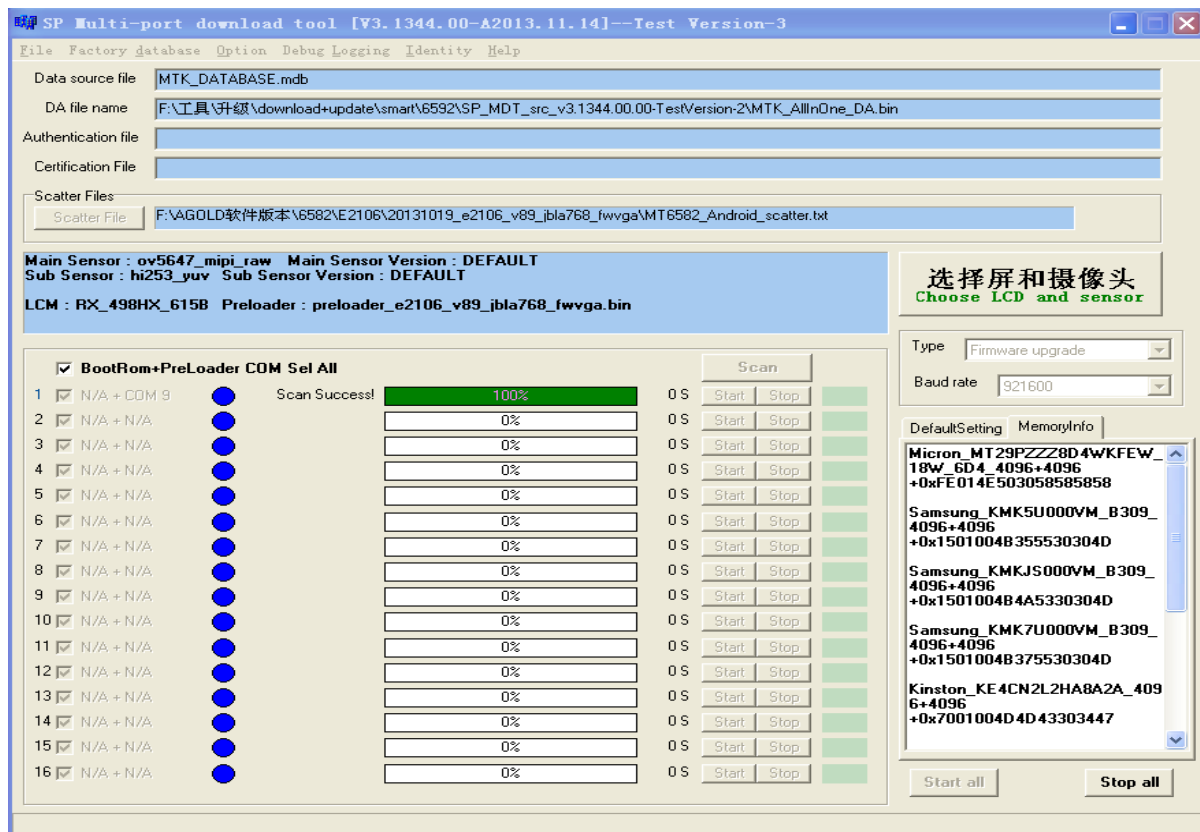 SP Multi-port download tool [V3.1344.00-A2013.11.14]--Test Version-3
File Factory database Option Debug Logging Identity Help
Data source file MTK_DATABASE.mdb
DA file name F:\工具\升级\download+update\smart\6592\SP_MDT_src_v3.1344.00.00-TestVersion-2\MTK_AllInOne_DA.bin
Authentication file
Certification File
Scatter Files
Scatter File F:\AGOLD软件版本\6582\E2106\20131019_e2106_v89_jbla768_fwvga\MT6582_Android_scatter.txt
Main Sensor : ov5647_mipi_raw Main Sensor Version : DEFAULT
Sub Sensor : hi253_yuv Sub Sensor Version : DEFAULT
LCM : RX_498HX_615B Preloader : preloader_e2106_v89_jbla768_fwvga.bin
选择屏和摄像头
Choose LCD and sensor
Type Firmware upgrade
Baud rate 921600
BootRom+PreLoader COM Sel All Scan
1 N/A + COM 9 Scan Success! 100% 0 S Start Stop
2 N/A + N/A 0% 0 S Start Stop
3 N/A + N/A 0% 0 S Start Stop
4 N/A + N/A 0% 0 S Start Stop
5 N/A + N/A 0% 0 S Start Stop
6 N/A + N/A 0% 0 S Start Stop
7 N/A + N/A 0% 0 S Start Stop
8 N/A + N/A 0% 0 S Start Stop
9 N/A + N/A 0% 0 S Start Stop
10 N/A + N/A 0% 0 S Start Stop
11 N/A + N/A 0% 0 S Start Stop
12 N/A + N/A 0% 0 S Start Stop
13 N/A + N/A 0% 0 S Start Stop
14 N/A + N/A 0% 0 S Start Stop
15 N/A + N/A 0% 0 S Start Stop
16 N/A + N/A 0% 0 S Start Stop
DefaultSetting MemoryInfo
Micron_MT29PZZZ8D4WKFEW_
18W_6D4_4096+4096
+0xFE014E503058585858
Samsung_KMK5U000VM_B309_
4096+4096
+0x1501004B355530304D
Samsung_KMKJS000VM_B309_
4096+4096
+0x1501004B4A5330304D
Samsung_KMK7U000VM_B309_
4096+4096
+0x1501004B375530304D
Kinston_KE4CN2L2HA8A2A_409
6+4096
+0x7001004D4D43303447
Start all Stop all